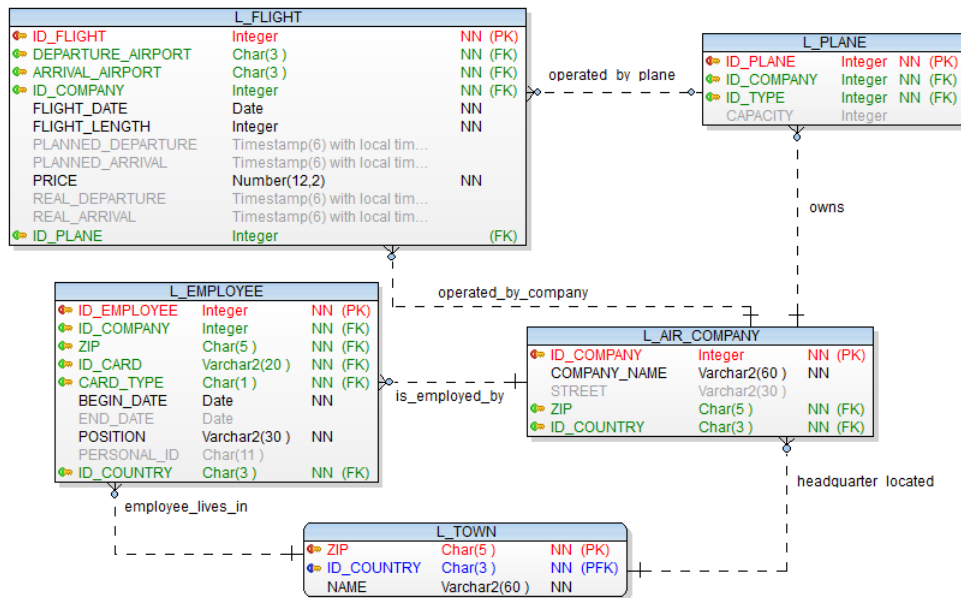 L_FLIGHT
ID_FLIGHT Integer NN (PK)
DEPARTURE_AIRPORT Char(3 ) NN (FK)
ARRIVAL_AIRPORT Char(3 ) NN (FK)
ID_COMPANY Integer NN (FK)
FLIGHT_DATE Date NN
FLIGHT_LENGTH Integer NN
PLANNED_DEPARTURE Timestamp(6) with local tim...
PLANNED_ARRIVAL Timestamp(6) with local tim...
PRICE Number(12,2) NN
REAL_DEPARTURE Timestamp(6) with local tim...
REAL_ARRIVAL Timestamp(6) with local tim...
ID_PLANE Integer (FK)
operated_by_plane
L_PLANE
ID_PLANE Integer NN (PK)
ID_COMPANY Integer NN (FK)
ID_TYPE Integer NN (FK)
CAPACITY Integer
owns
operated_by_company
L_EMPLOYEE
ID_EMPLOYEE Integer NN (PK)
ID_COMPANY Integer NN (FK)
ZIP Char(5 ) NN (FK)
ID_CARD Varchar2(20 ) NN (FK)
CARD_TYPE Char(1 ) NN (FK)
BEGIN_DATE Date NN
END_DATE Date
POSITION Varchar2(30 ) NN
PERSONAL_ID Char(11 )
ID_COUNTRY Char(3 ) NN (FK)
is_employed_by
L_AIR_COMPANY
ID_COMPANY Integer NN (PK)
COMPANY_NAME Varchar2(60 ) NN
STREET Varchar2(30 )
ZIP Char(5 ) NN (FK)
ID_COUNTRY Char(3 ) NN (FK)
headquarter_located
employee_lives_in
L_TOWN
ZIP Char(5 ) NN (PK)
ID_COUNTRY Char(3 ) NN (PFK)
NAME Varchar2(60 ) NN